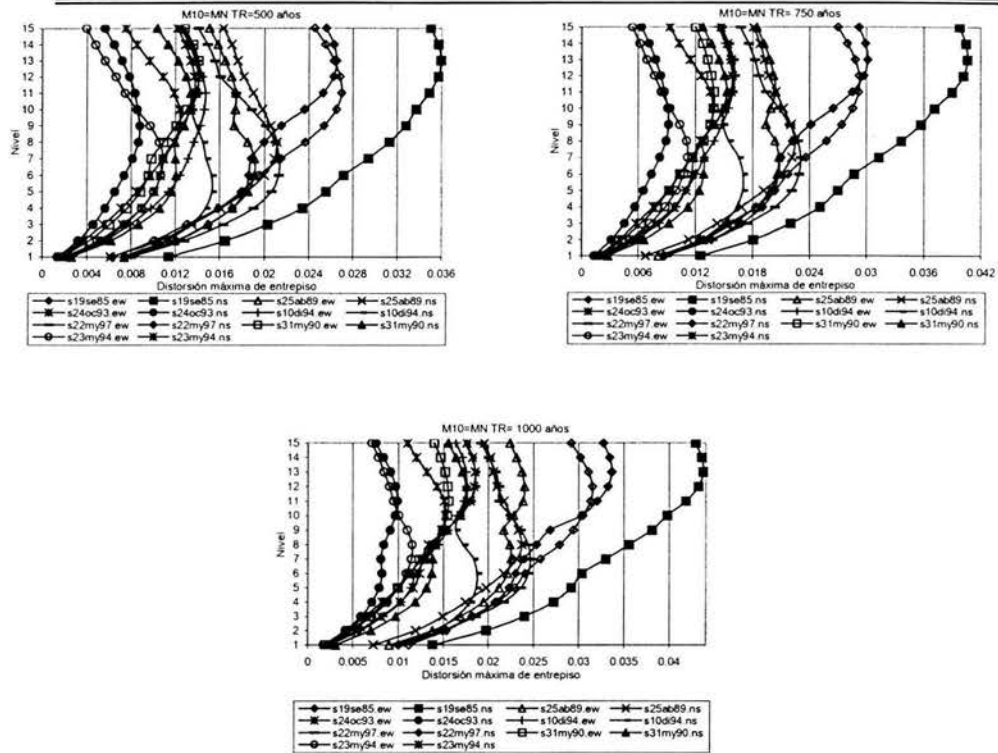 M10=MN TR=500 años
Nivel
15
14
13
12
11
10
9
8
7
6
5
4
3
2
1
0 0.004 0.008 0.012 0.016 0.02 0.024 0.028 0.032 0.036
Distorsión máxima de entrepiso
s19se85.ew s19se85.ns s25ab89.ew s25ab89.ns
s24oc93.ew s24oc93.ns s10di94.ew s10di94.ns
s22my97.ew s22my97.ns s31my90.ew s31my90.ns
s23my94.ew s23my94.ns
M10=MN TR= 750 años
Nivel
15
14
13
12
11
10
9
8
7
6
5
4
3
2
1
0 0.006 0.012 0.018 0.024 0.03 0.036 0.042
Distorsión máxima de entrepiso
s19se85.ew s19se85.ns s25ab89.ew s25ab89.ns
s24oc93.ew s24oc93.ns s10di94.ew s10di94.ns
s22my97.ew s22my97.ns s31my90.ew s31my90.ns
s23my94.ew s23my94.ns
M10=MN TR= 1000 años
Nivel
15
14
13
12
11
10
9
8
7
6
5
4
3
2
1
0 0.005 0.01 0.015 0.02 0.025 0.03 0.035 0.04
Distorsión máxima de entrepiso
s19se85.ew s19se85.ns s25ab89.ew s25ab89.ns
s24oc93.ew s24oc93.ns s10di94.ew s10di94.ns
s22my97.ew s22my97.ns s31my90.ew s31my90.ns
s23my94.ew s23my94.ns